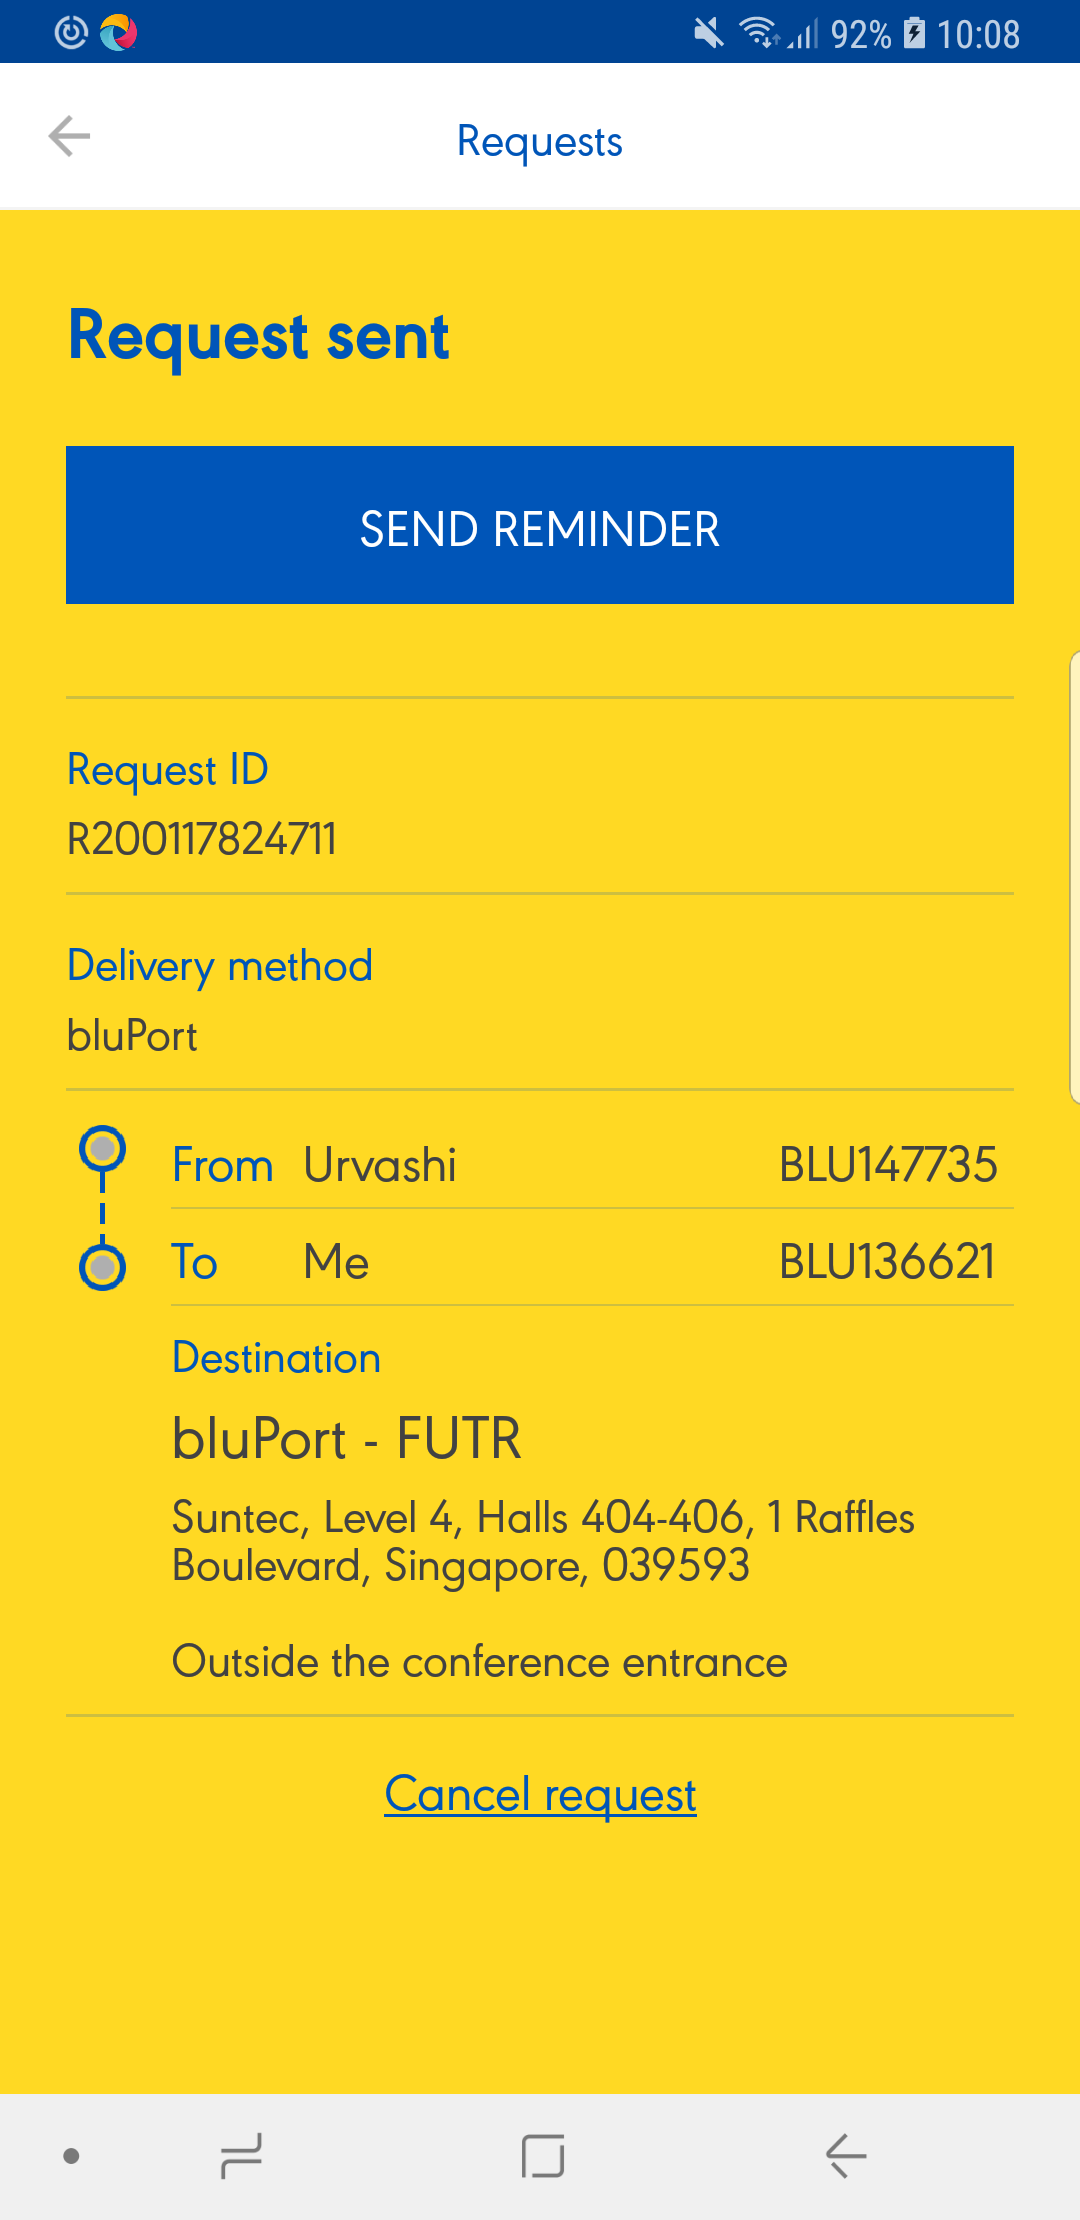 92% 10:08
Requests
Request sent
SEND REMINDER
Request ID
R200117824711
Delivery method
bluPort
From Urvashi BLU147735
To Me BLU136621
Destination
bluPort - FUTR
Suntec, Level 4, Halls 404-406, 1 Raffles
Boulevard, Singapore, 039593
Outside the conference entrance
Cancel request